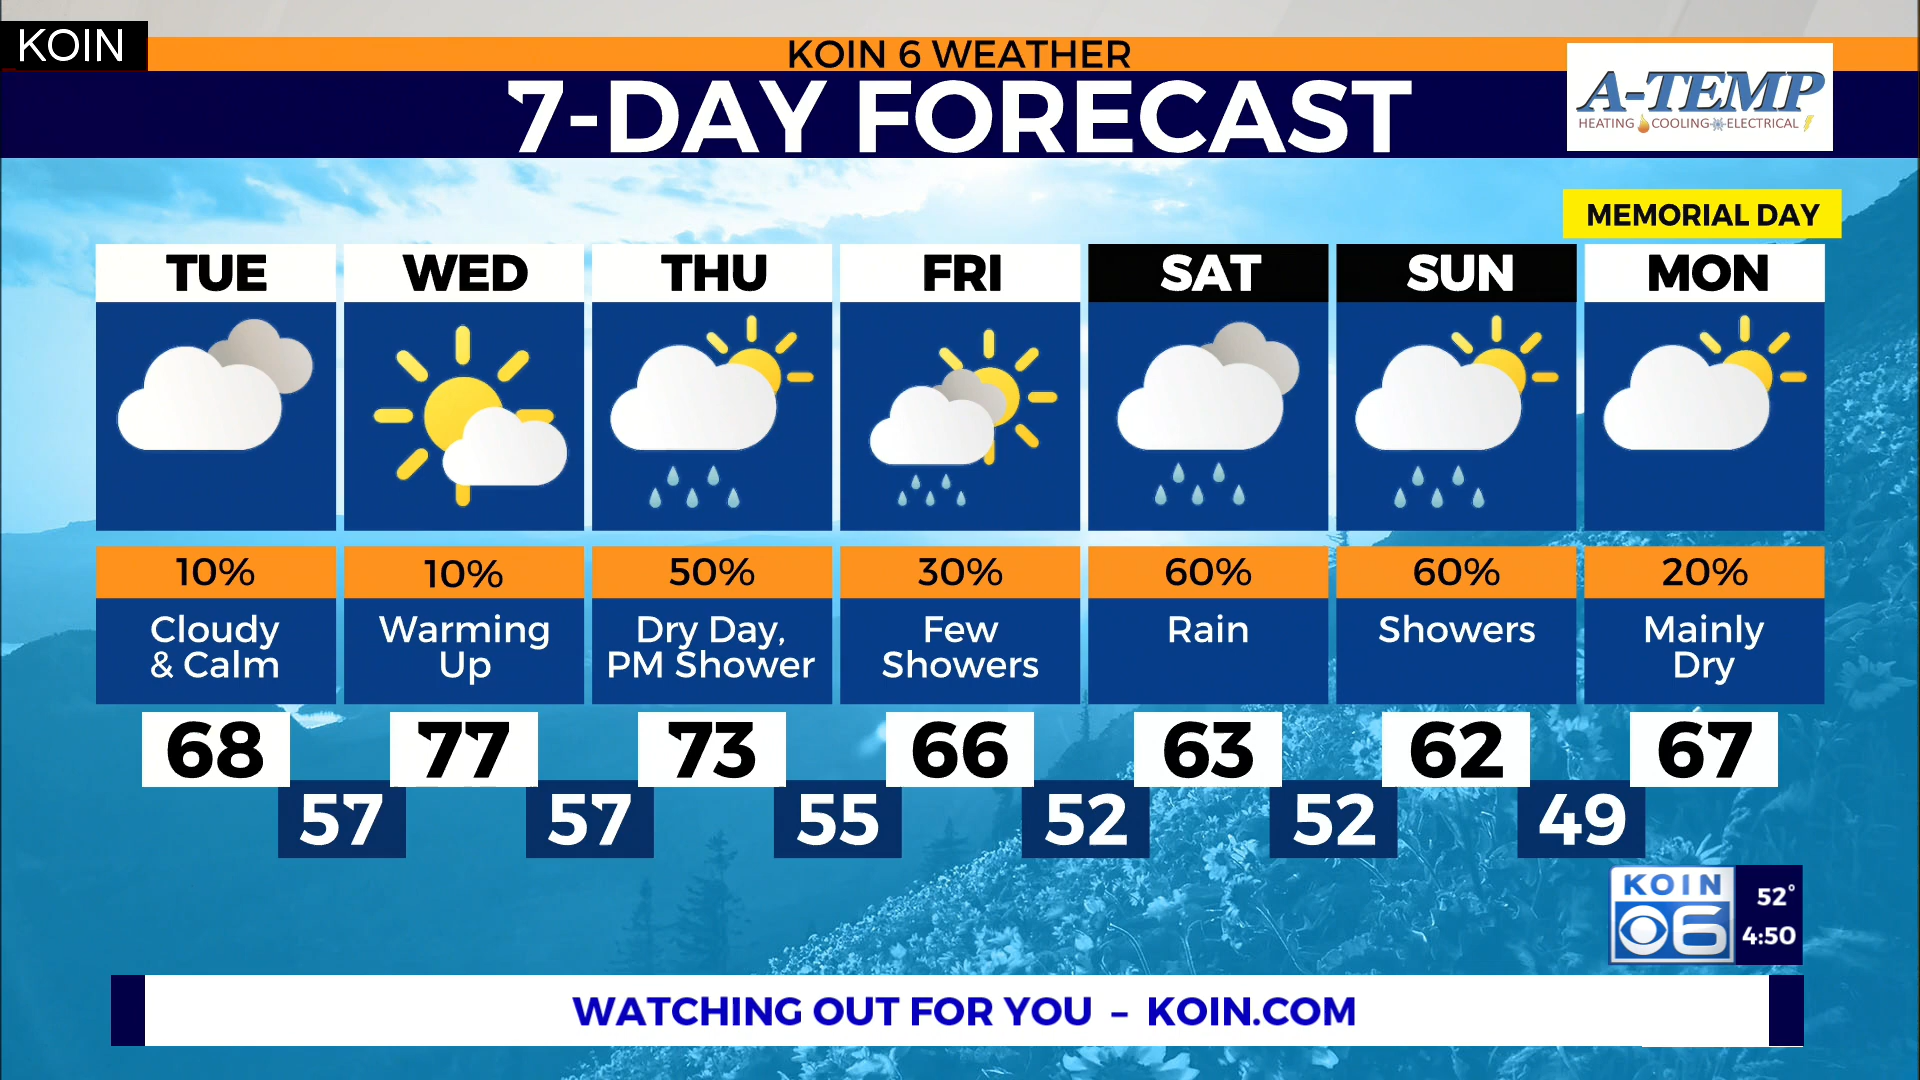 KOIN
KOIN 6 WEATHER
7-DAY FORECAST
A-TEMP
HEATING COOLING ELECTRICAL
MEMORIAL DAY
TUE WED THU FRI SAT SUN MON
10% 10% 50% 30% 60% 60% 20%
Cloudy Warming Dry Day, Few Rain Showers Mainly
& Calm Up PM Shower Showers Dry
68 77 73 66 63 62 67
57 57 55 52 52 49
KOIN
6
52°
4:50
WATCHING OUT FOR YOU – KOIN.COM